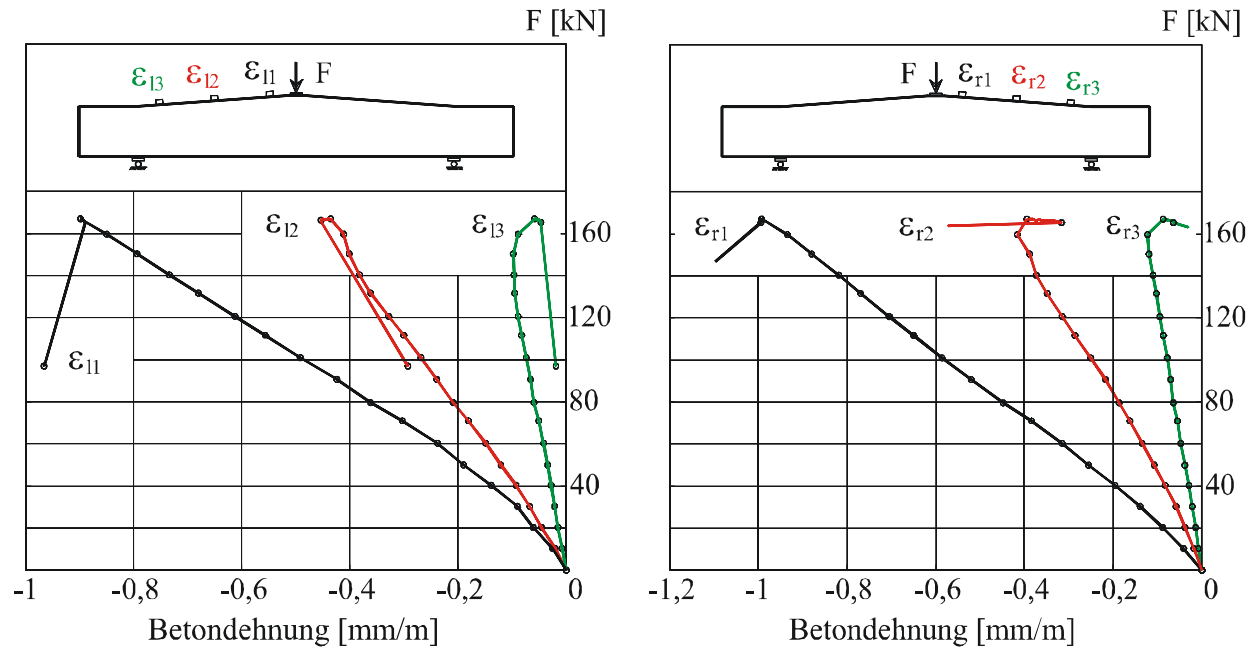 F [kN]
F [kN]
εl3 εl2 εl1 F
F εr1 εr2 εr3
εl2 εl3 160
εr1 εr2 εr3 160
εl1
120
120
80
80
40
40
-1 -0,8 -0,6 -0,4 -0,2 0
-1,2 -1 -0,8 -0,6 -0,4 -0,2 0
Betondehnung [mm/m]
Betondehnung [mm/m]